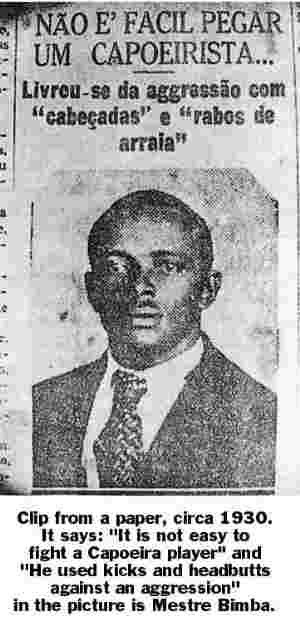 NÃO E' FACIL PEGAR
UM CAPOEIRISTA...
Livrou-se da aggressão com
"cabeçadas" e "rabos de
arraia"
Clip from a paper, circa 1930.
It says: "It is not easy to
fight a Capoeira player" and
"He used kicks and headbutts
against an aggression"
in the picture is Mestre Bimba.